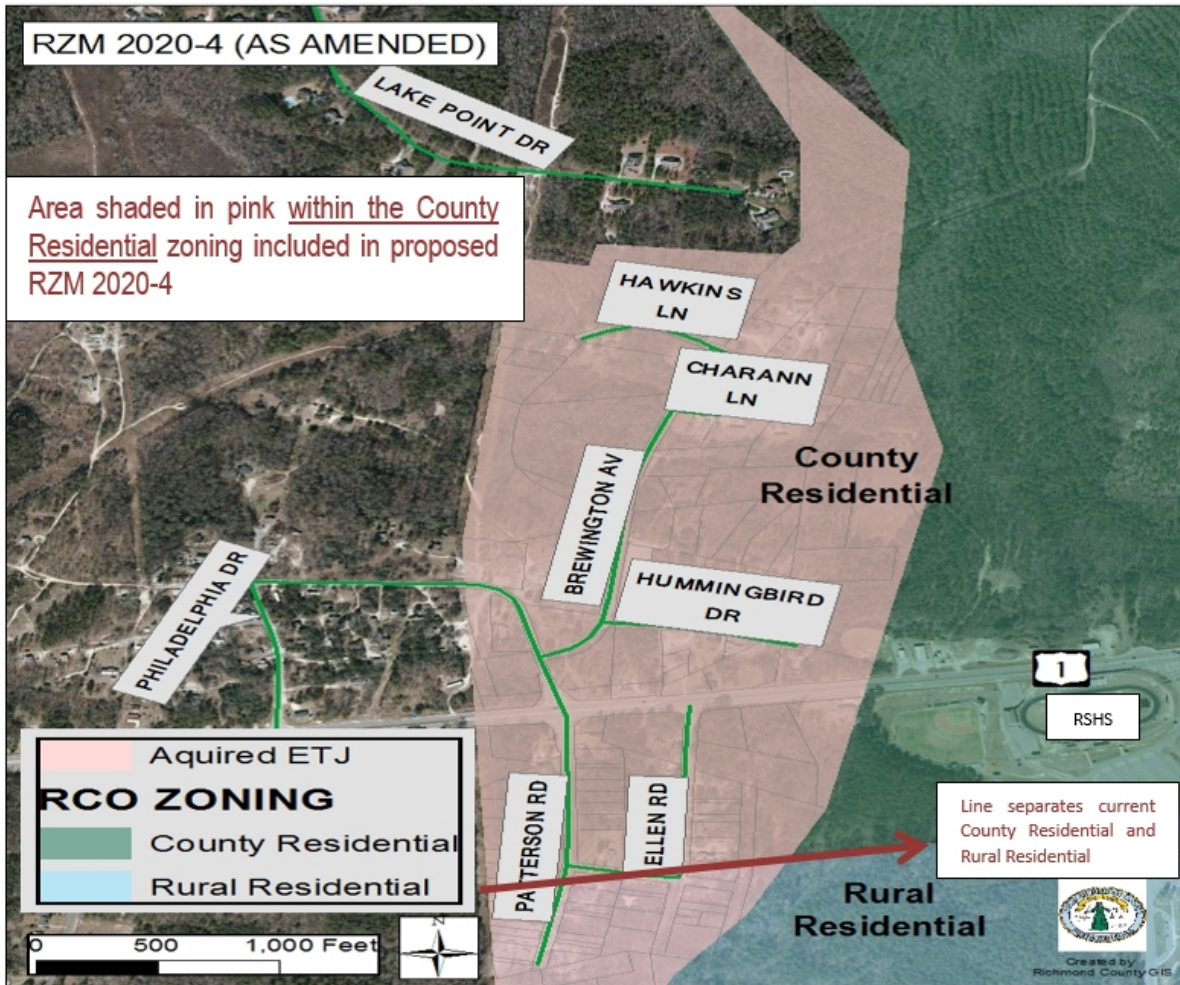 RZM 2020-4 (AS AMENDED)
LAKE POINT DR
Area shaded in pink within the County
Residential zoning included in proposed
RZM 2020-4
HAWKINS
LN
CHARANN
LN
County
Residential
BREWINGTON AV
HUMMINGBIRD
DR
PHILADELPHIA DR
1
RSHS
Aquired ETJ
RCO ZONING
County Residential
Rural Residential
PATTERSON RD
ELLEN RD
Line separates current
County Residential and
Rural Residential
Rural
Residential
0 500 1,000 Feet
Created by
Richmond County GIS